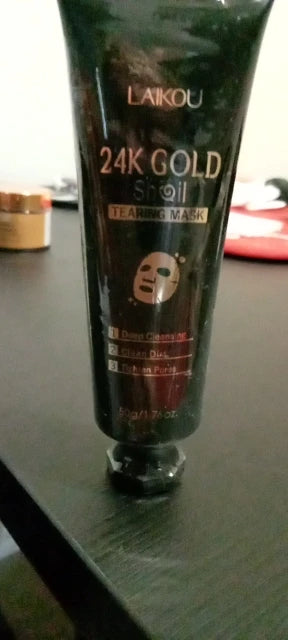 LAIKOU
24K GOLD
Snail
TEARING MASK
1 Deep Cleansing
2 Clean Dirt
3 Tighten Pores
50g/1.76oz.